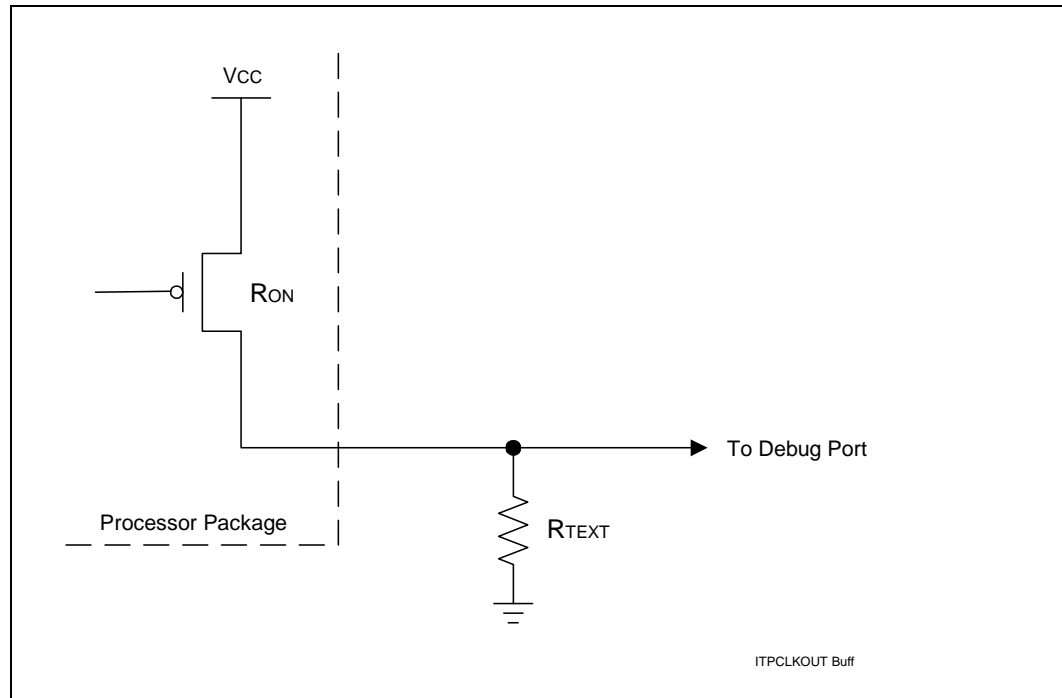 VCC
RON
To Debug Port
Processor Package
RTEXT
ITPCLKOUT Buff